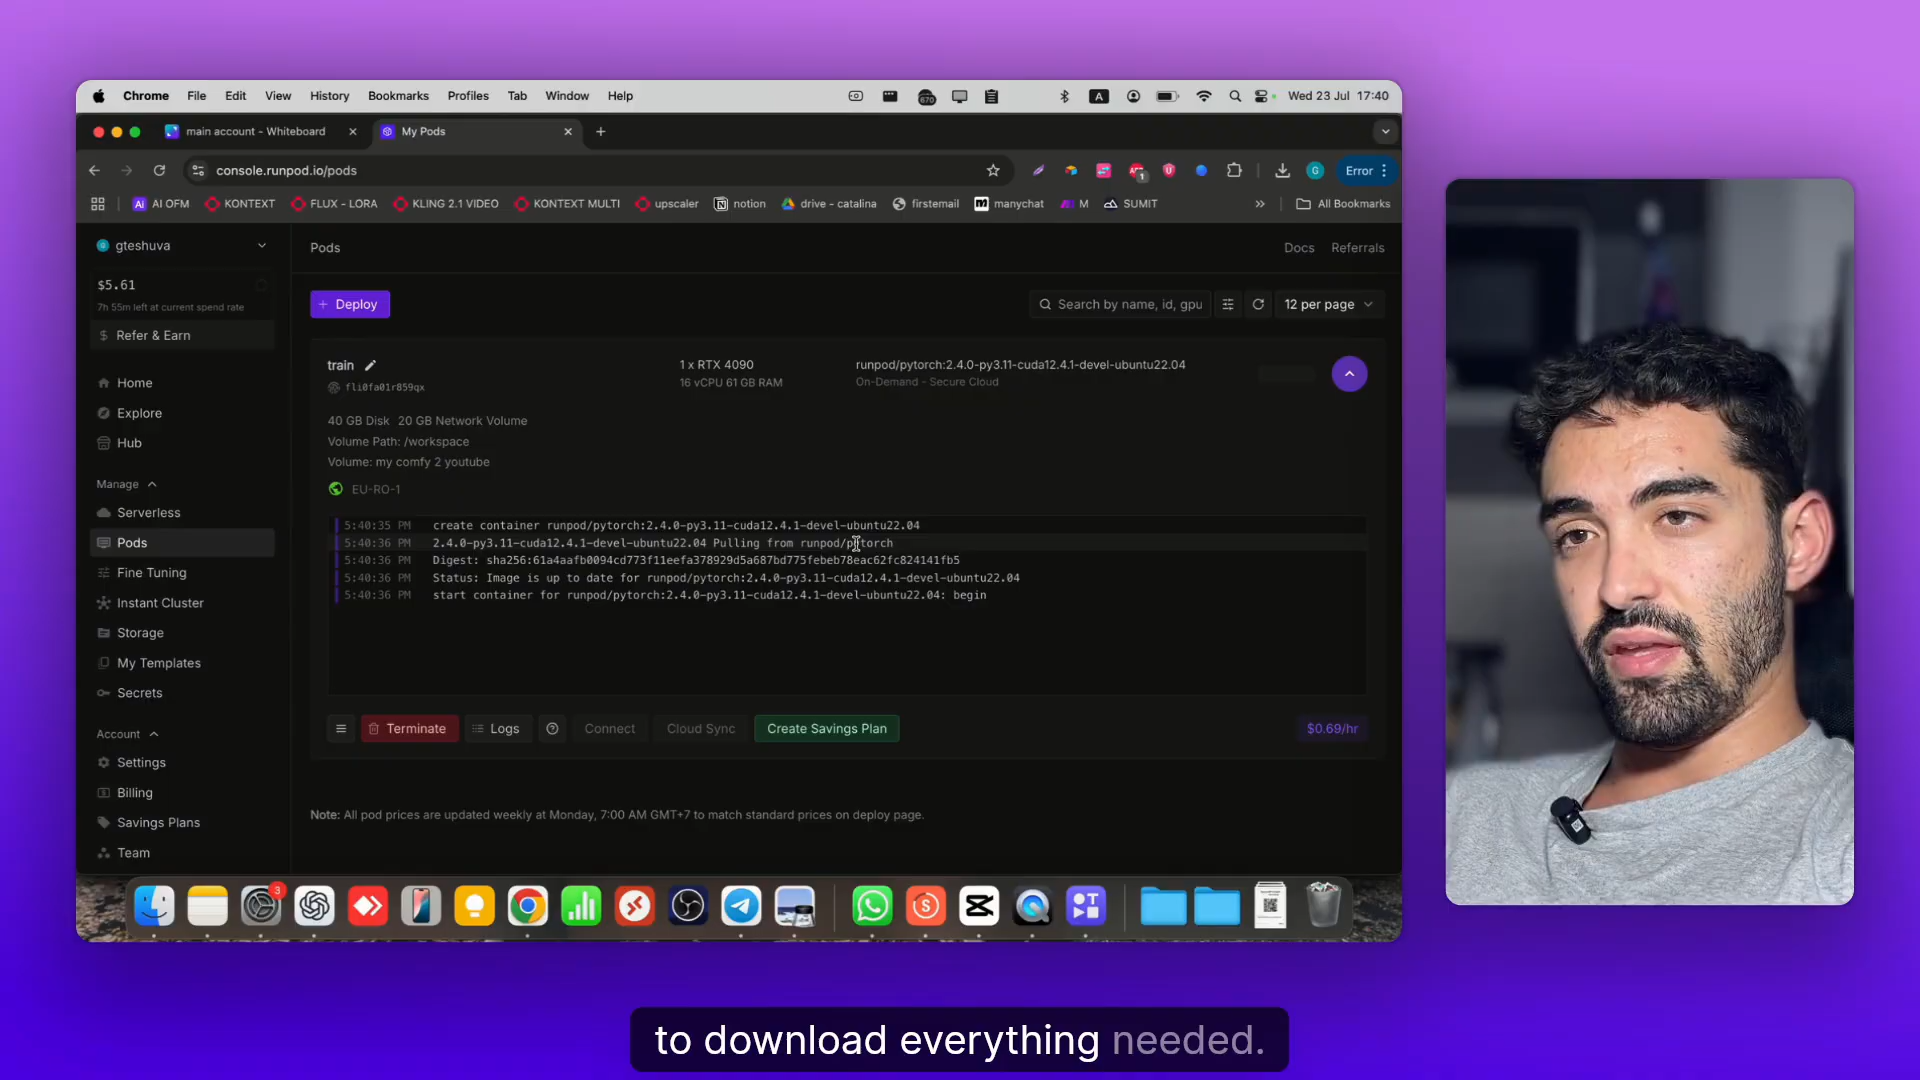 Chrome File Edit View History Bookmarks Profiles Tab Window Help
670
A
Wed 23 Jul 17:40
main account - Whiteboard
My Pods
console.runpod.io/pods
1
G
Error
Ai AI OFM
KONTEXT
FLUX - LORA
KLING 2.1 VIDEO
KONTEXT MULTI
upscaler
notion
drive - catalina
firstemail
manychat
M
SUMIT
»
All Bookmarks
gteshuva
$5.61
7h 55m left at current spend rate
Refer & Earn
Home
Explore
Hub
Manage
Serverless
Pods
Fine Tuning
Instant Cluster
Storage
My Templates
Secrets
Account
Settings
Billing
Savings Plans
Team
Pods
Docs
Referrals
+ Deploy
Search by name, id, gpu
12 per page
train
fli0fa01r859qx
1 x RTX 4090
16 vCPU 61 GB RAM
runpod/pytorch:2.4.0-py3.11-cuda12.4.1-devel-ubuntu22.04
On-Demand - Secure Cloud
40 GB Disk 20 GB Network Volume
Volume Path: /workspace
Volume: my comfy 2 youtube
EU-RO-1
5:40:35 PM create container runpod/pytorch:2.4.0-py3.11-cuda12.4.1-devel-ubuntu22.04
5:40:36 PM 2.4.0-py3.11-cuda12.4.1-devel-ubuntu22.04 Pulling from runpod/pytorch
5:40:36 PM Digest: sha256:61a4aafb0094cd773f11eefa378929d5a687bd775febeb78eac62fc824141fb5
5:40:36 PM Status: Image is up to date for runpod/pytorch:2.4.0-py3.11-cuda12.4.1-devel-ubuntu22.04
5:40:36 PM start container for runpod/pytorch:2.4.0-py3.11-cuda12.4.1-devel-ubuntu22.04: begin
Terminate
Logs
Connect
Cloud Sync
Create Savings Plan
$0.69/hr
Note: All pod prices are updated weekly at Monday, 7:00 AM GMT+7 to match standard prices on deploy page.
3
to download everything needed.